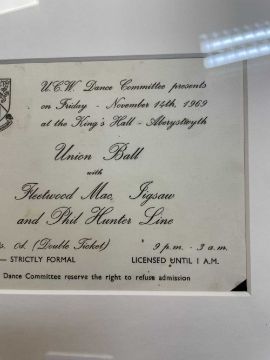 U.C.W. Dance Committee presents
on Friday - November 14th, 1969
at the King's Hall - Aberystwyth
Union Ball
with
Fleetwood Mac, Jigsaw
and Phil Hunter Line
s. 0d. (Double Ticket) 9 p.m. - 3 a.m.
— STRICTLY FORMAL LICENSED UNTIL 1 A.M.
Dance Committee reserve the right to refuse admission